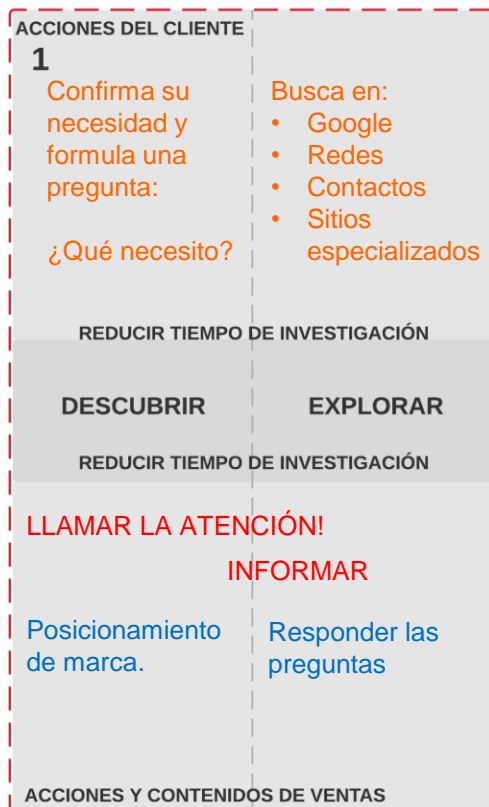 ACCIONES DEL CLIENTE
1
Confirma su
necesidad y
formula una
pregunta:
¿Qué necesito?
Busca en:
• Google
• Redes
• Contactos
• Sitios
especializados
REDUCIR TIEMPO DE INVESTIGACIÓN
DESCUBRIR
EXPLORAR
REDUCIR TIEMPO DE INVESTIGACIÓN
LLAMAR LA ATENCIÓN!
INFORMAR
Posicionamiento
de marca.
Responder las
preguntas
ACCIONES Y CONTENIDOS DE VENTAS